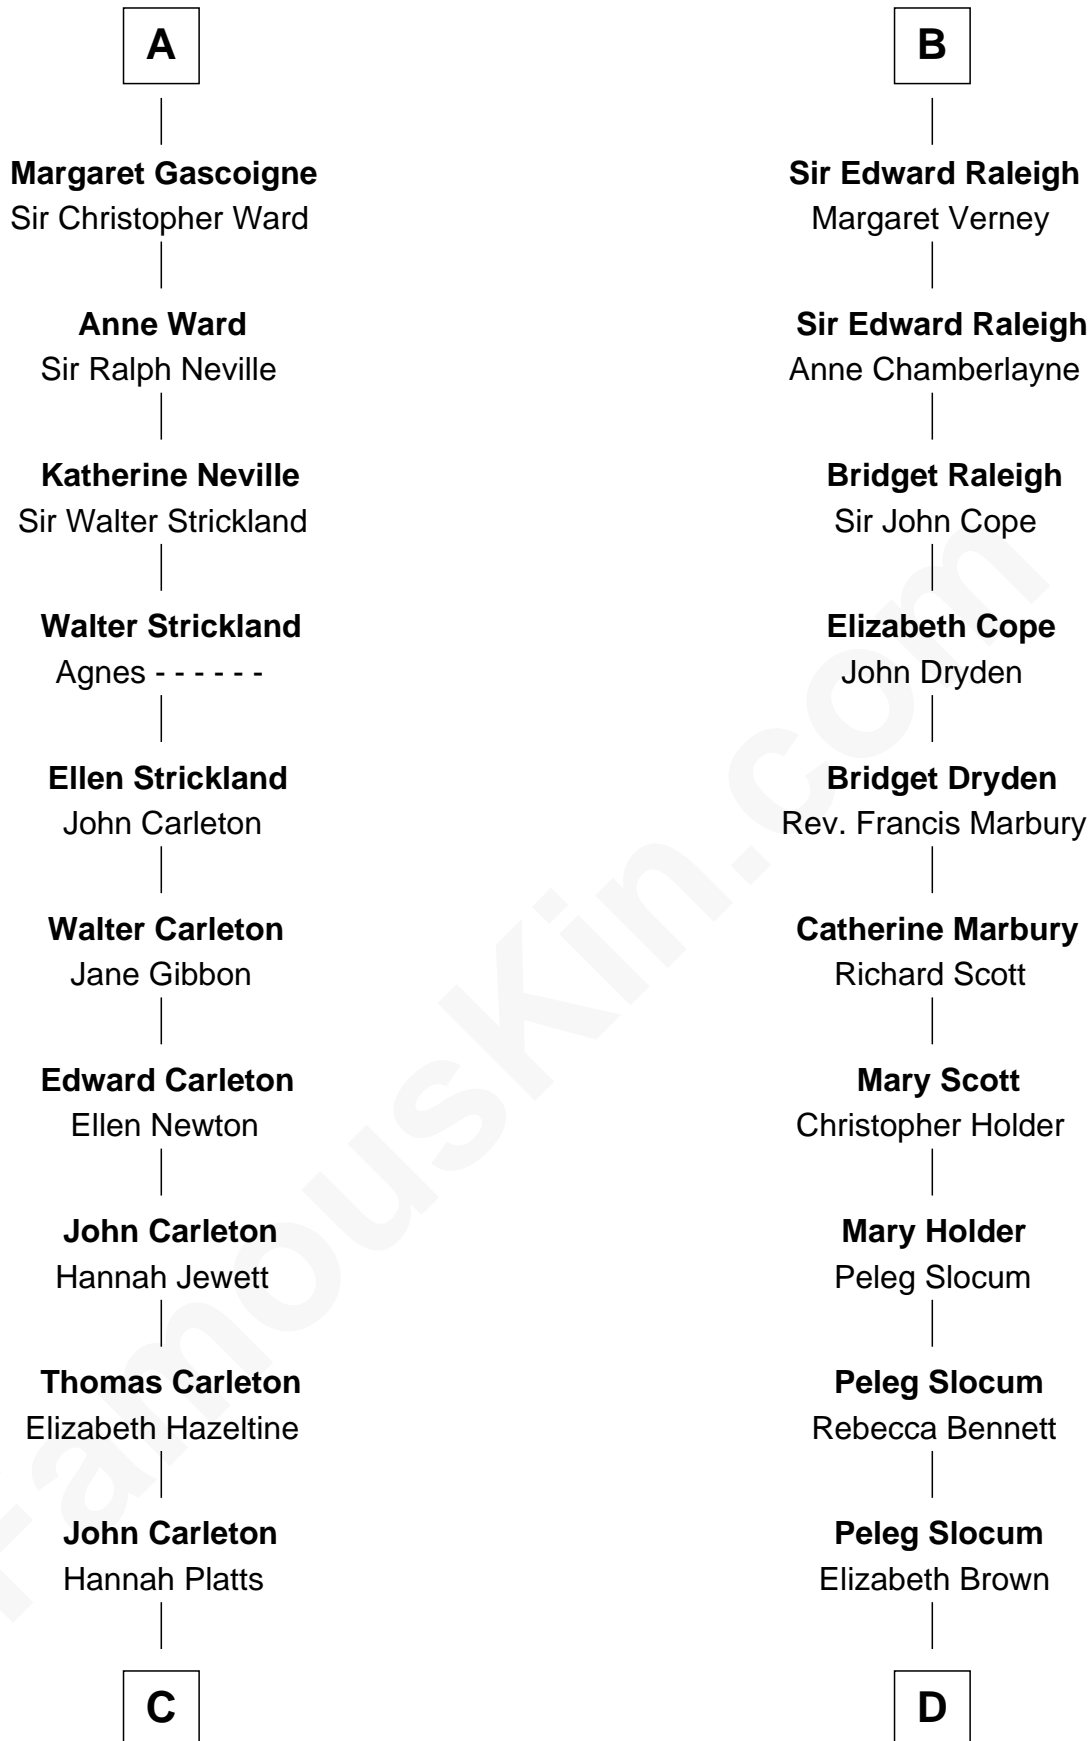 A
Margaret Gascoigne
Sir Christopher Ward
Anne Ward
Sir Ralph Neville
Katherine Neville
Sir Walter Strickland
Walter Strickland
Agnes - - - - - -
Ellen Strickland
John Carleton
Walter Carleton
Jane Gibbon
Edward Carleton
Ellen Newton
John Carleton
Hannah Jewett
Thomas Carleton
Elizabeth Hazeltine
John Carleton
Hannah Platts
C
B
Sir Edward Raleigh
Margaret Verney
Sir Edward Raleigh
Anne Chamberlayne
Bridget Raleigh
Sir John Cope
Elizabeth Cope
John Dryden
Bridget Dryden
Rev. Francis Marbury
Catherine Marbury
Richard Scott
Mary Scott
Christopher Holder
Mary Holder
Peleg Slocum
Peleg Slocum
Rebecca Bennett
Peleg Slocum
Elizabeth Brown
D
FamousKin.com